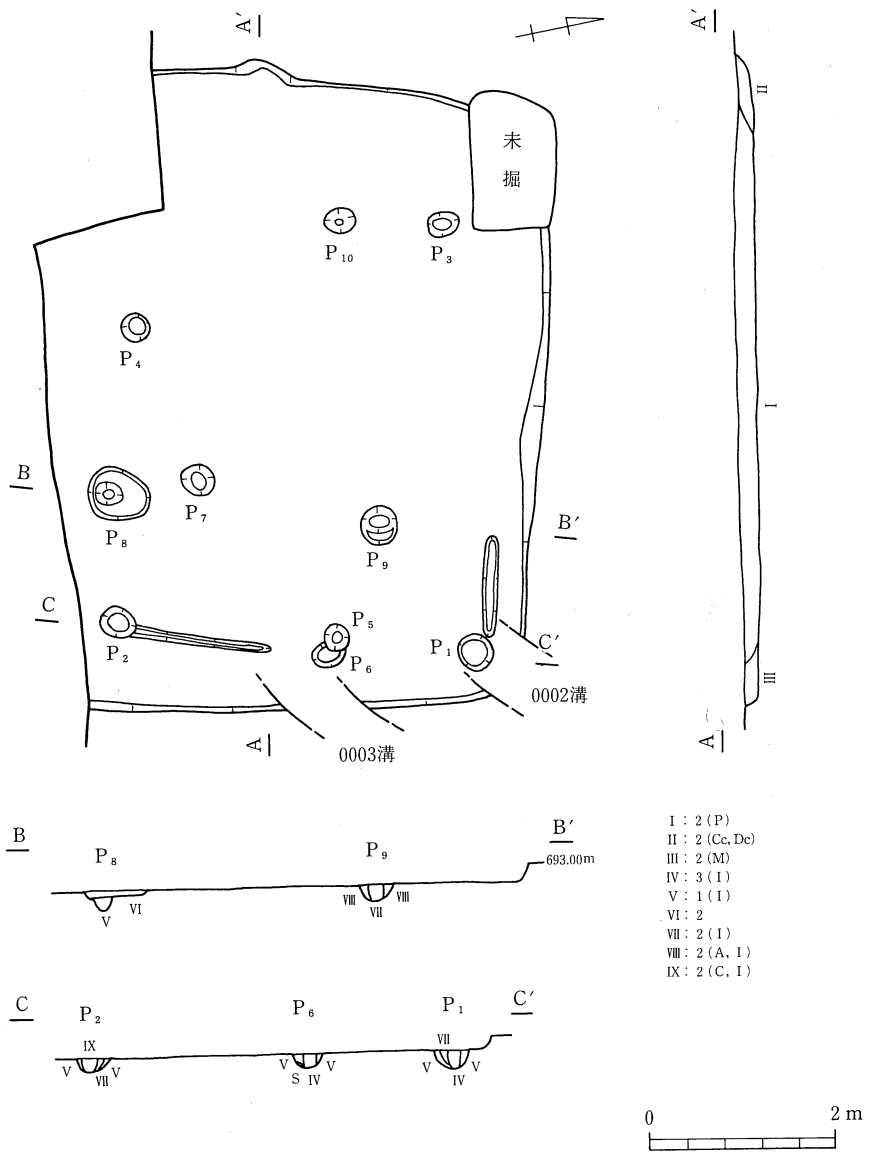 A′
A′
II
未
掘
P₁₀
P₃
P₄
I
B
P₇
P₈
B′
P₉
C
P₅
P₂
P₁
C′
P₆
III
0002溝
A
A
0003溝
B
P₈
P₉
B′
693.00m
VI
V
VIII
VII
VIII
I : 2 (P)
II : 2 (Cc, Dc)
III : 2 (M)
IV : 3 (I)
V : 1 (I)
VI : 2
VII : 2 (I)
VIII : 2 (A, I)
IX : 2 (C, I)
C
P₂
P₆
P₁
C′
IX
VII
V
VII
V
V
S
IV
V
V
IV
V
0
2 m